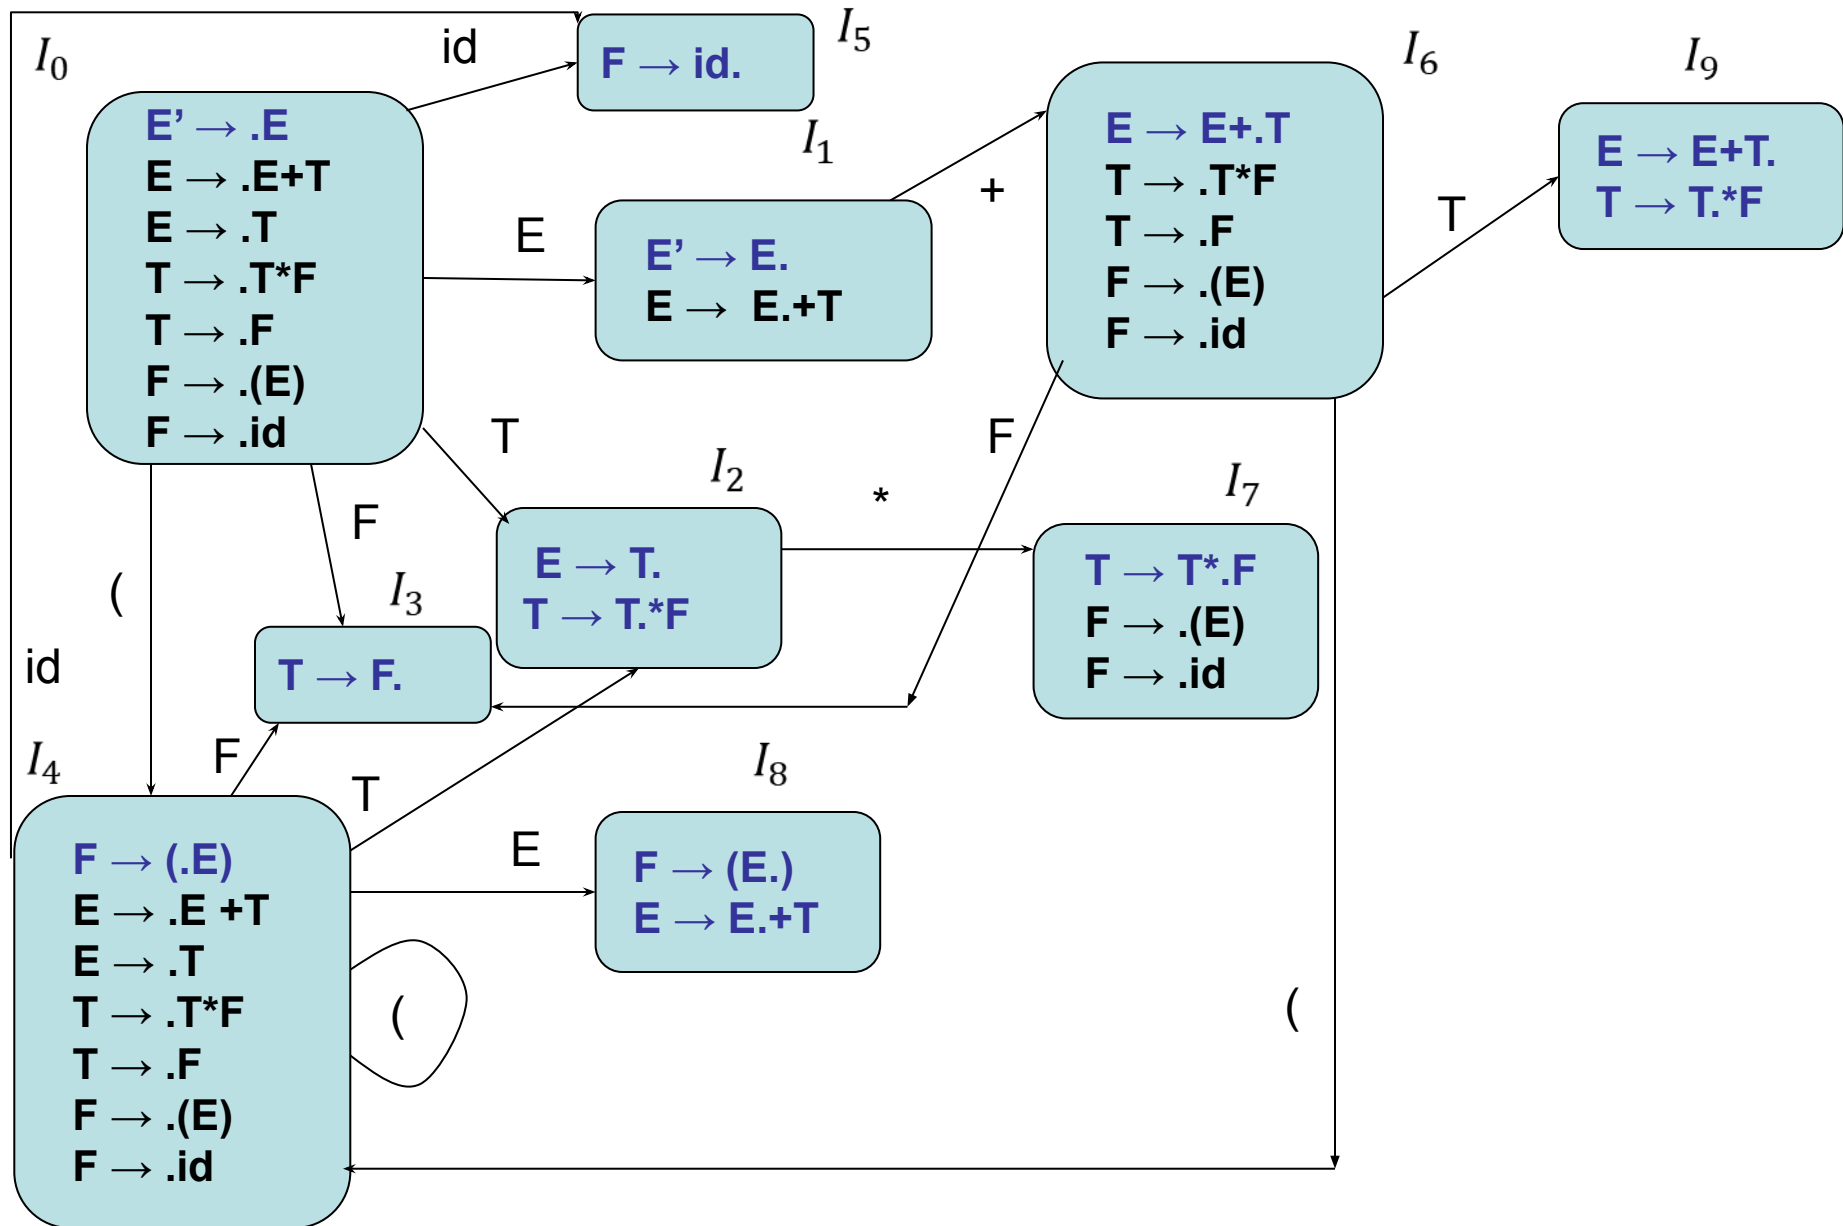 I₀
id
F → id.
I₅
I₆
I₉
E’ → .E
E → .E+T
E → .T
T → .T*F
T → .F
F → .(E)
F → .id
E
I₁
E’ → E.
E → E.+T
+
E → E+.T
T → .T*F
T → .F
F → .(E)
F → .id
T
E → E+T.
T → T.*F
T
F
I₂
*
F
I₇
E → T.
T → T.*F
T → T*.F
F → .(E)
F → .id
(
I₃
T → F.
id
I₄
F
T
I₈
E
F → (E.)
E → E.+T
F → (.E)
E → .E +T
E → .T
T → .T*F
T → .F
F → .(E)
F → .id
(
(